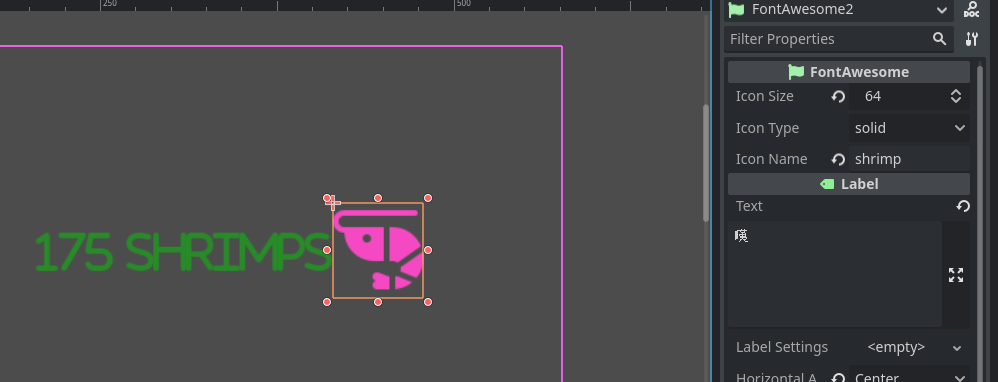 250
500
FontAwesome2
DOC
Filter Properties
FontAwesome
Icon Size
64
Icon Type
solid
Icon Name
shrimp
Label
Text
Label Settings
<empty>
Horizontal A
Center
175 SHRIMPS